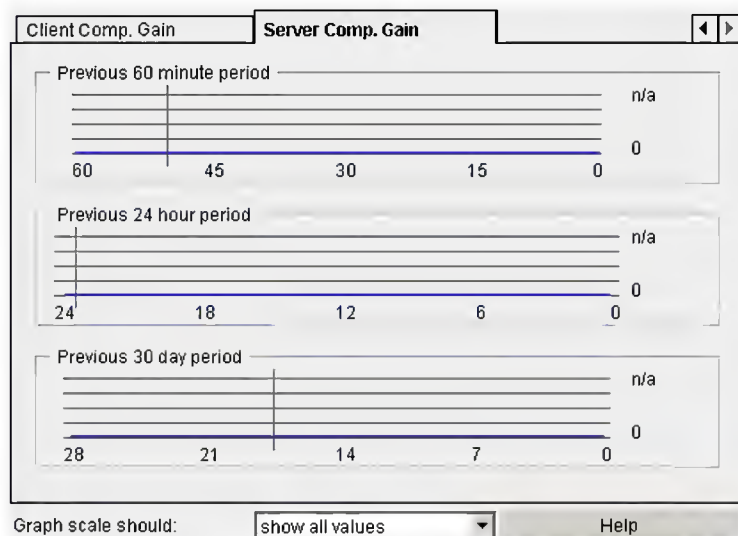 Client Comp. Gain Server Comp. Gain
Previous 60 minute period
n/a
0
60 45 30 15 0
Previous 24 hour period
n/a
0
24 18 12 6 0
Previous 30 day period
n/a
0
28 21 14 7 0
Graph scale should: show all values Help